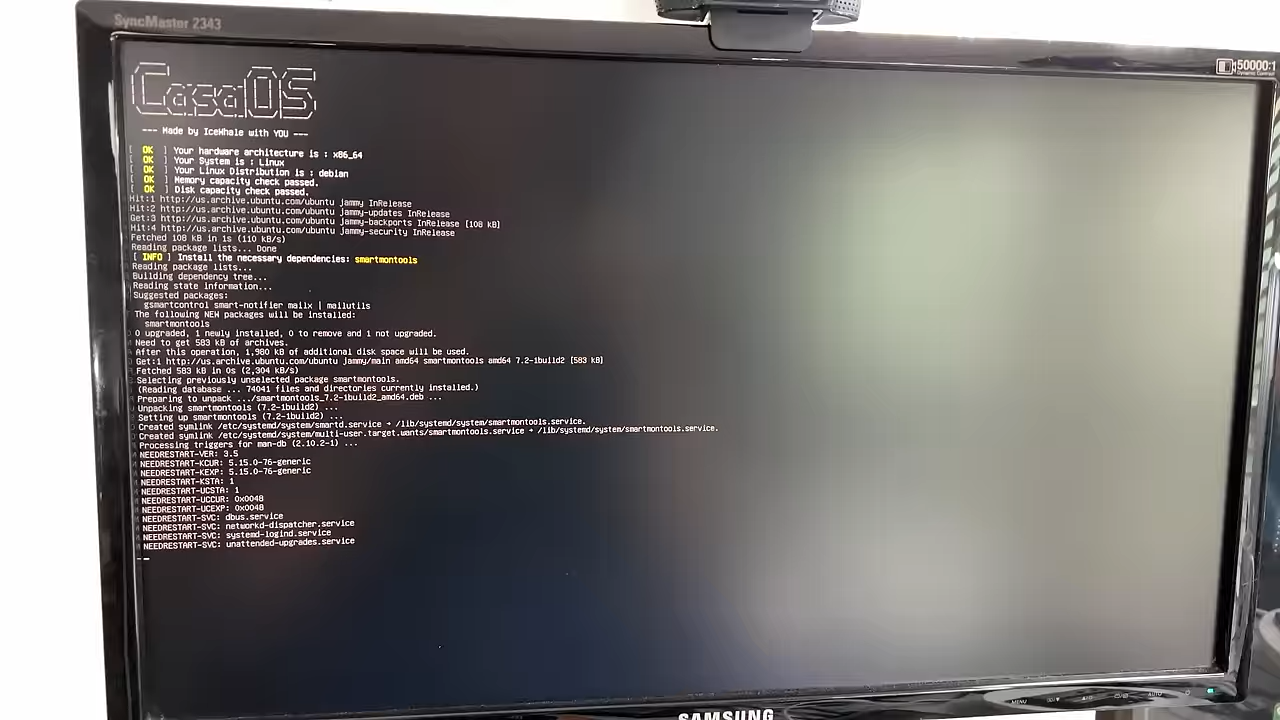 SyncMaster 2343
50000:1
Dynamic Contrast
CasaOS
--- Made by IceWhale with YOU ---
[ OK ] Your hardware architecture is : x86_64
[ OK ] Your System is : Linux
[ OK ] Your Linux Distribution is : debian
[ OK ] Memory capacity check passed.
[ OK ] Disk capacity check passed.
Hit:1 http://us.archive.ubuntu.com/ubuntu jammy InRelease
Hit:2 http://us.archive.ubuntu.com/ubuntu jammy-updates InRelease
Get:3 http://us.archive.ubuntu.com/ubuntu jammy-backports InRelease [108 kB]
Hit:4 http://us.archive.ubuntu.com/ubuntu jammy-security InRelease
Fetched 108 kB in 1s (110 kB/s)
Reading package lists... Done
[ INFO ] Install the necessary dependencies: smartmontools
Reading package lists...
Building dependency tree...
Reading state information...
Suggested packages:
gsmartcontrol smart-notifier mailx | mailutils
The following NEW packages will be installed:
smartmontools
0 upgraded, 1 newly installed, 0 to remove and 1 not upgraded.
Need to get 583 kB of archives.
After this operation, 1,980 kB of additional disk space will be used.
Get:1 http://us.archive.ubuntu.com/ubuntu jammy/main amd64 smartmontools amd64 7.2-1build2 [583 kB]
Fetched 583 kB in 0s (2,304 kB/s)
Selecting previously unselected package smartmontools.
(Reading database ... 74041 files and directories currently installed.)
Preparing to unpack .../smartmontools_7.2-1build2_amd64.deb ...
Unpacking smartmontools (7.2-1build2) ...
Setting up smartmontools (7.2-1build2) ...
Created symlink /etc/systemd/system/smartd.service → /lib/systemd/system/smartmontools.service.
Created symlink /etc/systemd/system/multi-user.target.wants/smartmontools.service → /lib/systemd/system/smartmontools.service.
Processing triggers for man-db (2.10.2-1) ...
NEEDRESTART-VER: 3.5
NEEDRESTART-KCUR: 5.15.0-76-generic
NEEDRESTART-KEXP: 5.15.0-76-generic
NEEDRESTART-KSTA: 1
NEEDRESTART-UCSTA: 1
NEEDRESTART-UCCUR: 0x0048
NEEDRESTART-UCEXP: 0x0048
NEEDRESTART-SVC: dbus.service
NEEDRESTART-SVC: networkd-dispatcher.service
NEEDRESTART-SVC: systemd-logind.service
NEEDRESTART-SVC: unattended-upgrades.service
MENU
AUTO
SAMSUNG